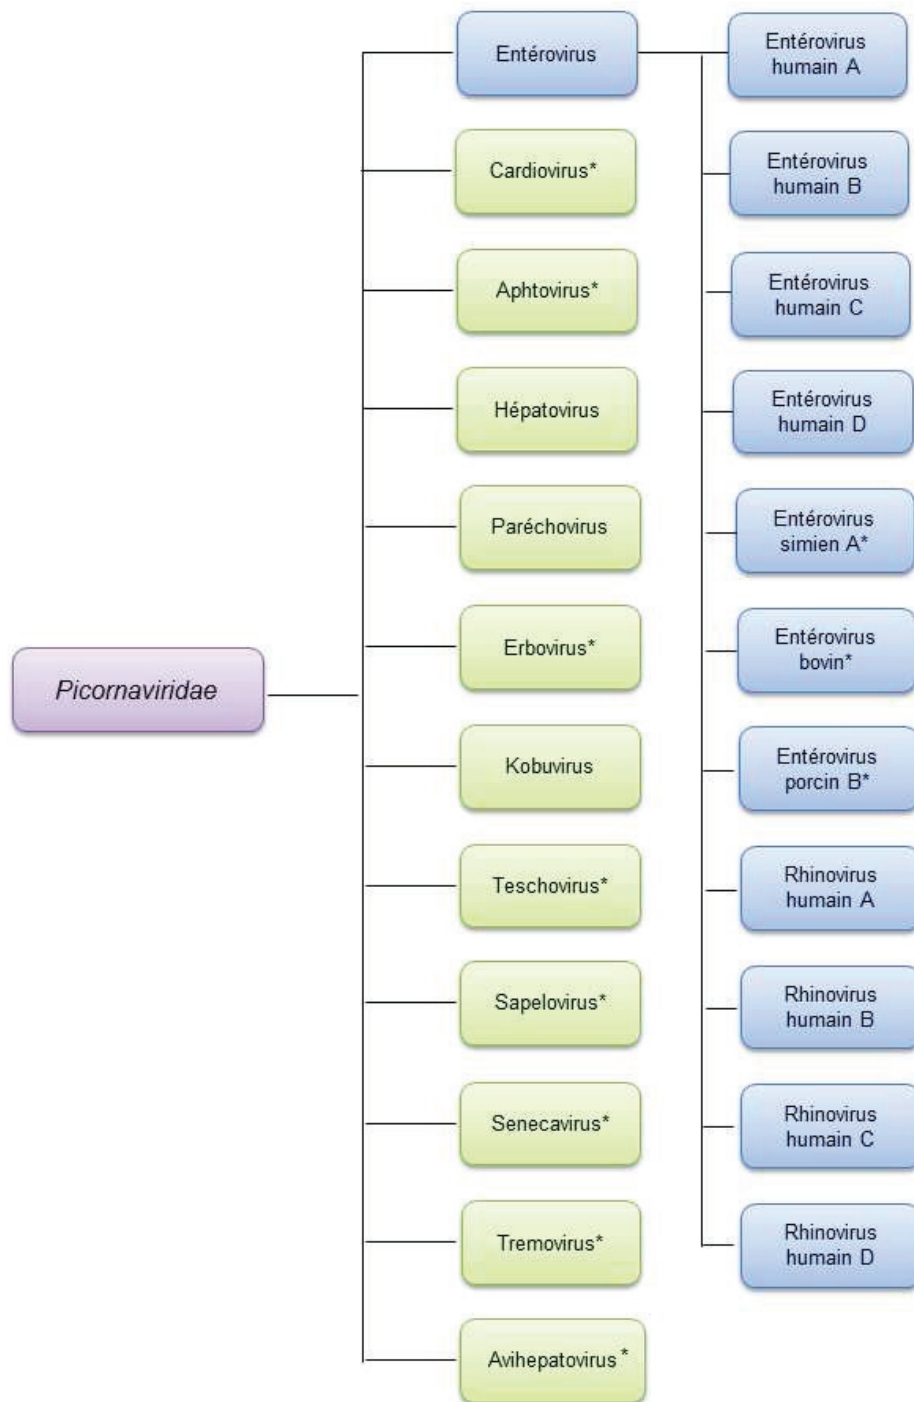 Picornaviridae
Entérovirus
Cardiovirus*
Aphtovirus*
Hépatovirus
Paréchovirus
Erbovirus*
Kobuvirus
Teschovirus*
Sapelovirus*
Senecavirus*
Tremovirus*
Avihepatovirus*
Entérovirus
humain A
Entérovirus
humain B
Entérovirus
humain C
Entérovirus
humain D
Entérovirus
simien A*
Entérovirus
bovin*
Entérovirus
porcin B*
Rhinovirus
humain A
Rhinovirus
humain B
Rhinovirus
humain C
Rhinovirus
humain D